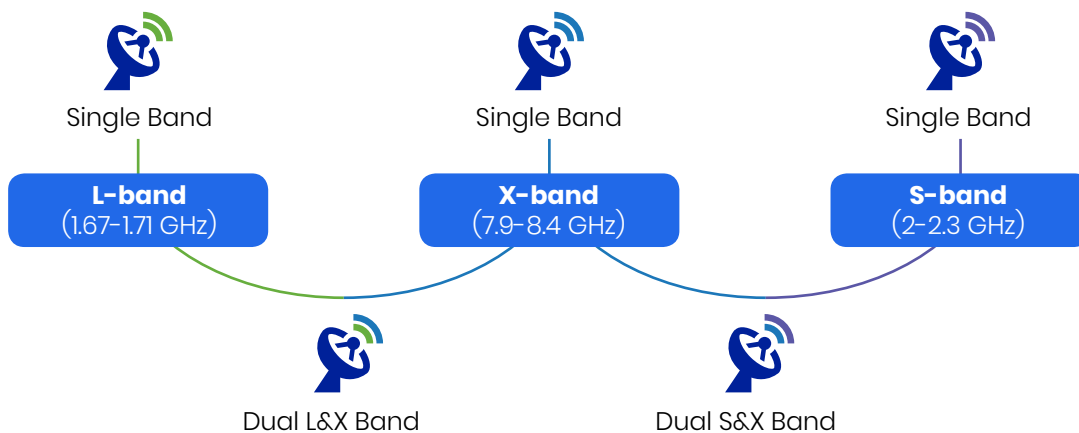 Single Band
Single Band
Single Band
L-band
(1.67-1.71 GHz)
X-band
(7.9-8.4 GHz)
S-band
(2-2.3 GHz)
Dual L&X Band
Dual S&X Band